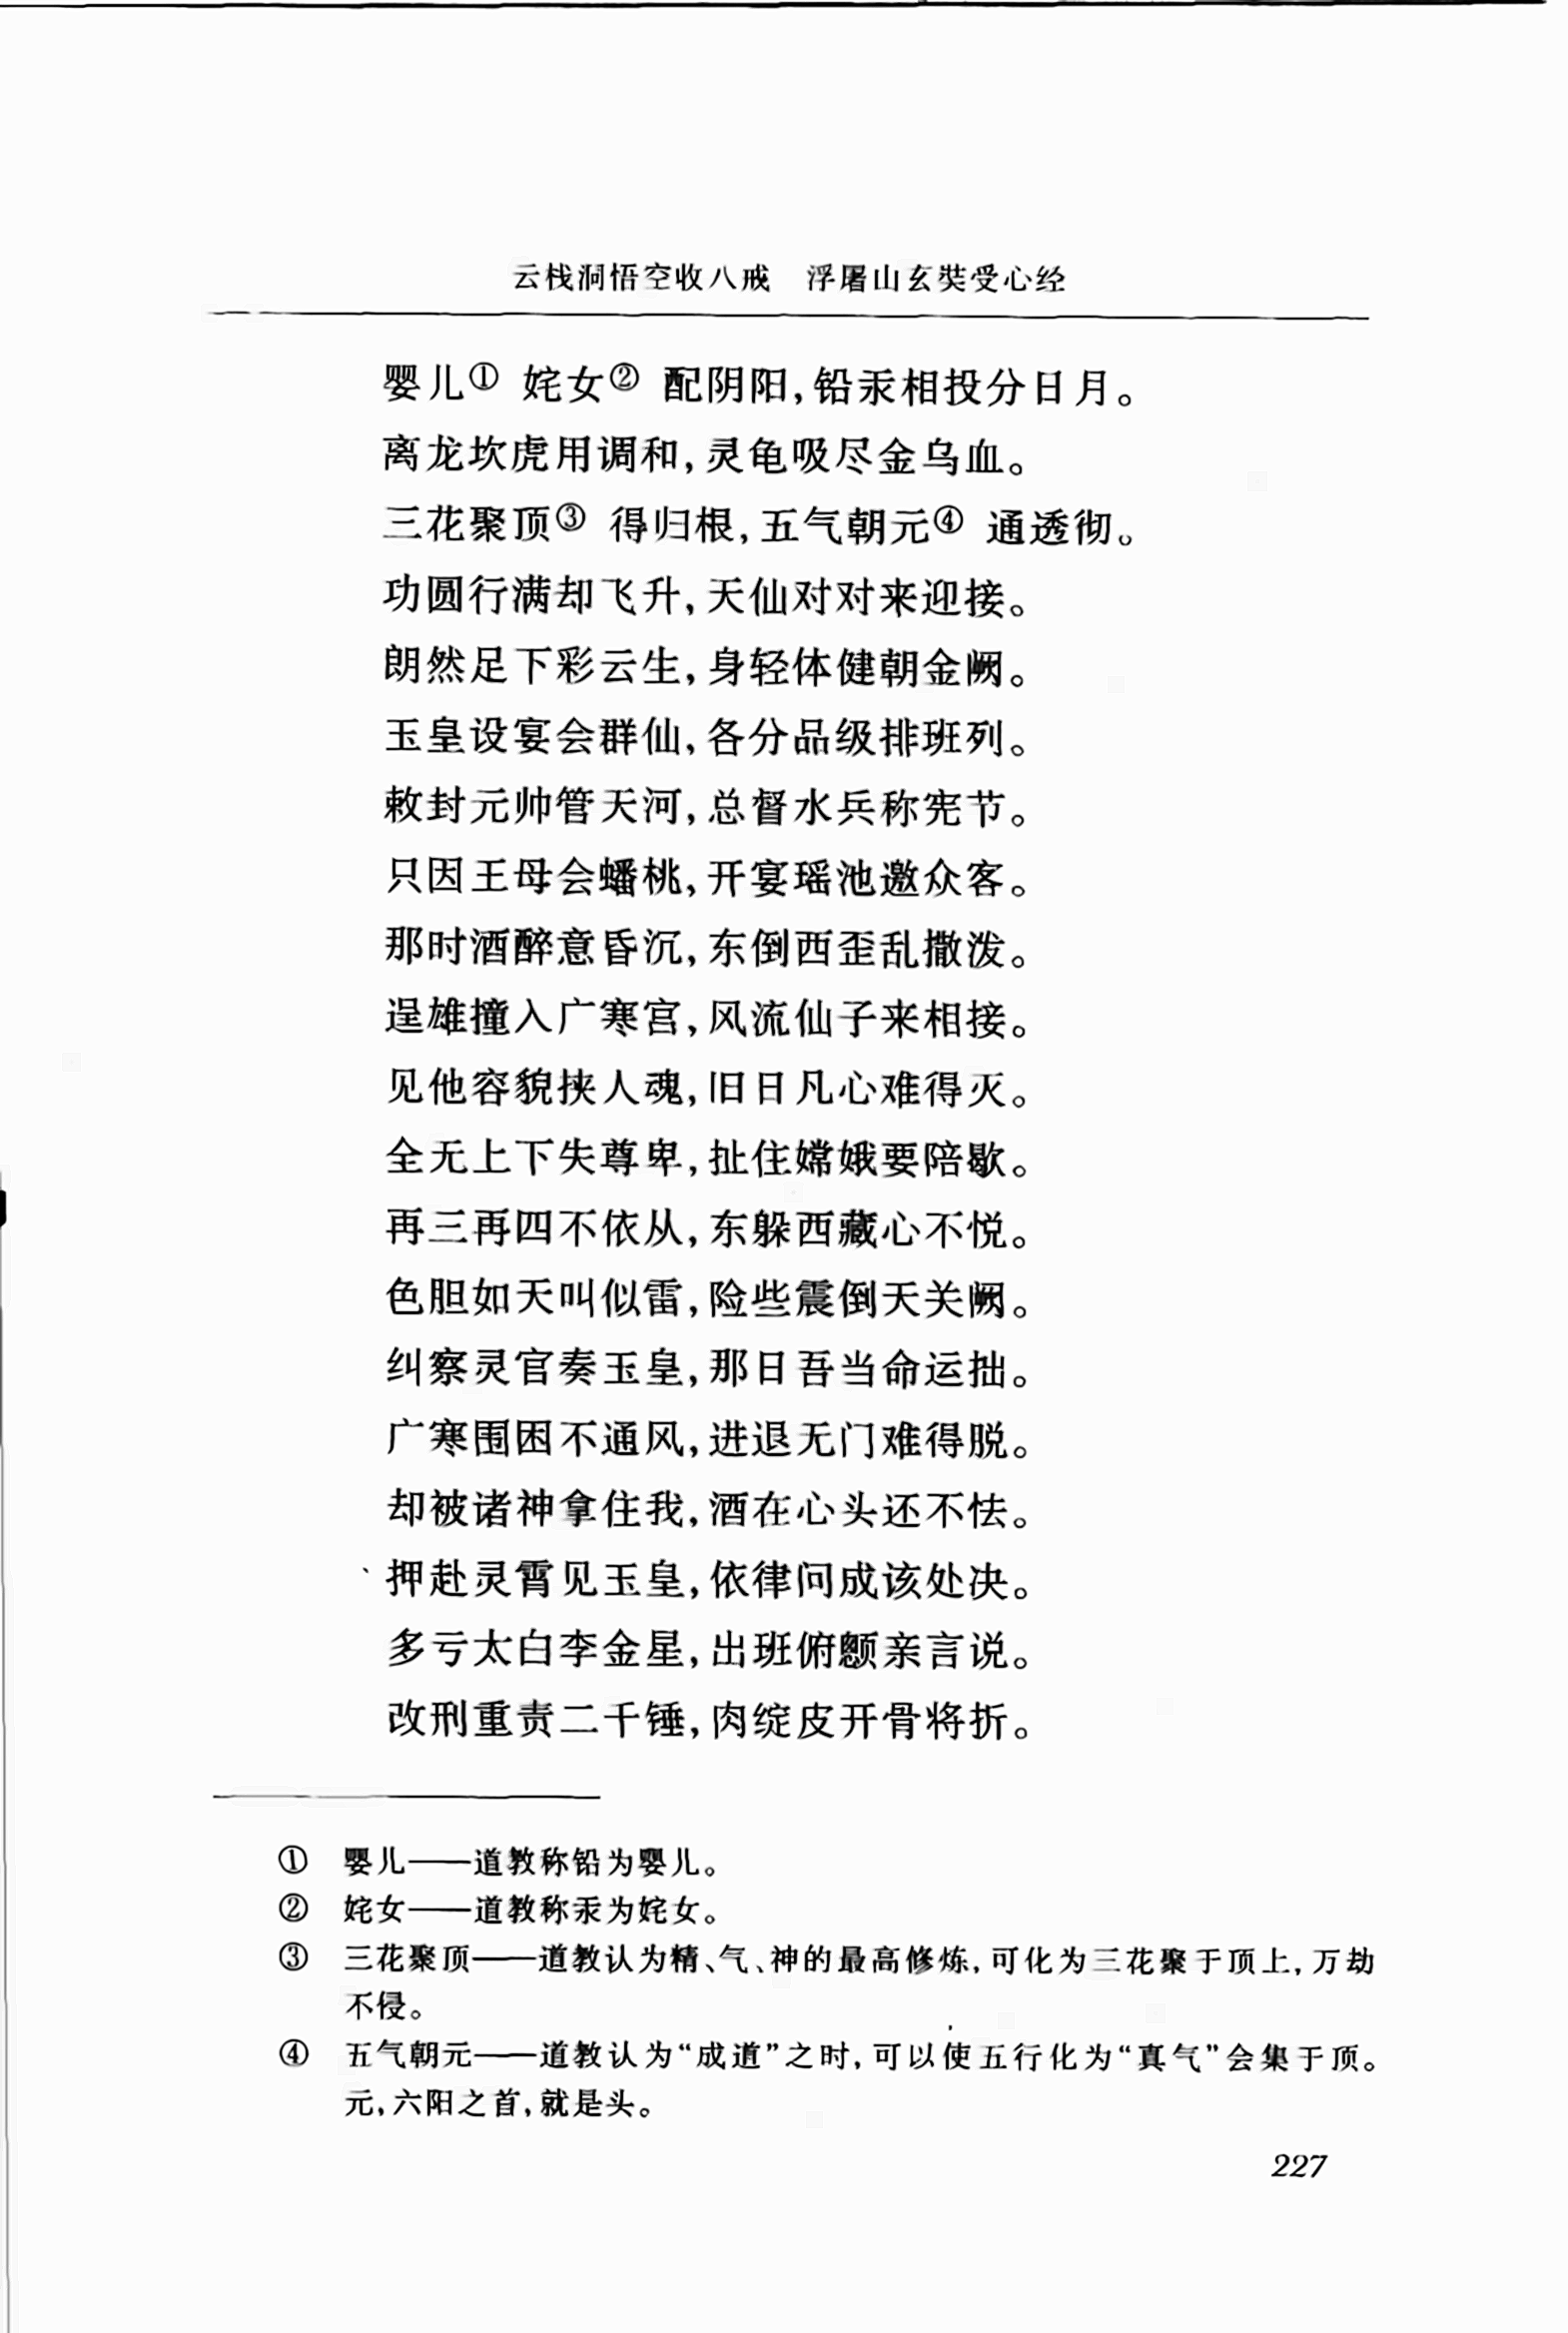 云栈洞悟空收八戒　浮屠山玄奘受心经
婴儿① 姹女② 配阴阳,铅汞相投分日月。
离龙坎虎用调和,灵龟吸尽金乌血。
三花聚顶③ 得归根,五气朝元④ 通透彻。
功圆行满却飞升,天仙对对来迎接。
朗然足下彩云生,身轻体健朝金阙。
玉皇设宴会群仙,各分品级排班列。
敕封元帅管天河,总督水兵称宪节。
只因王母会蟠桃,开宴瑶池邀众客。
那时酒醉意昏沉,东倒西歪乱撒泼。
逞雄撞入广寒宫,风流仙子来相接。
见他容貌挟人魂,旧日凡心难得灭。
全无上下失尊卑,扯住嫦娥要陪歇。
再三再四不依从,东躲西藏心不悦。
色胆如天叫似雷,险些震倒天关阙。
纠察灵官奏玉皇,那日吾当命运拙。
广寒围困不通风,进退无门难得脱。
却被诸神拿住我,酒在心头还不怯。
押赴灵霄见玉皇,依律问成该处决。
多亏太白李金星,出班俯颥亲言说。
改刑重责二千锤,肉绽皮开骨将折。
① 婴儿——道教称铅为婴儿。
② 姹女——道教称汞为姹女。
③ 三花聚顶——道教认为精、气、神的最高修炼,可化为三花聚于顶上,万劫
不侵。
④ 五气朝元——道教认为“成道”之时,可以使五行化为“真气”会集于顶。
元,六阳之首,就是头。
227